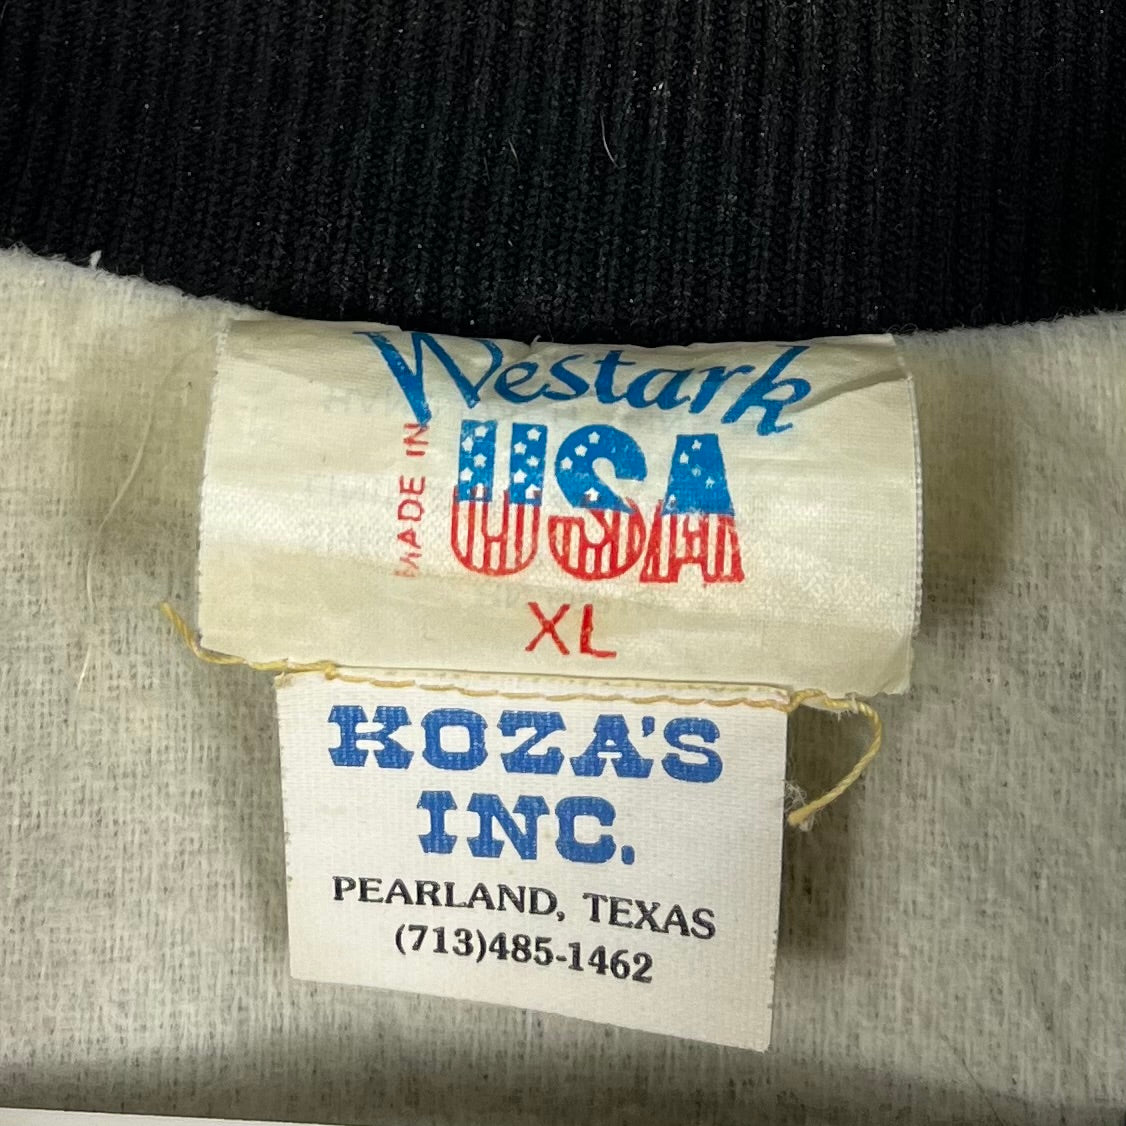 Westark
MADE IN
USA
XL
KOZA'S
INC.
PEARLAND, TEXAS
(713)485-1462